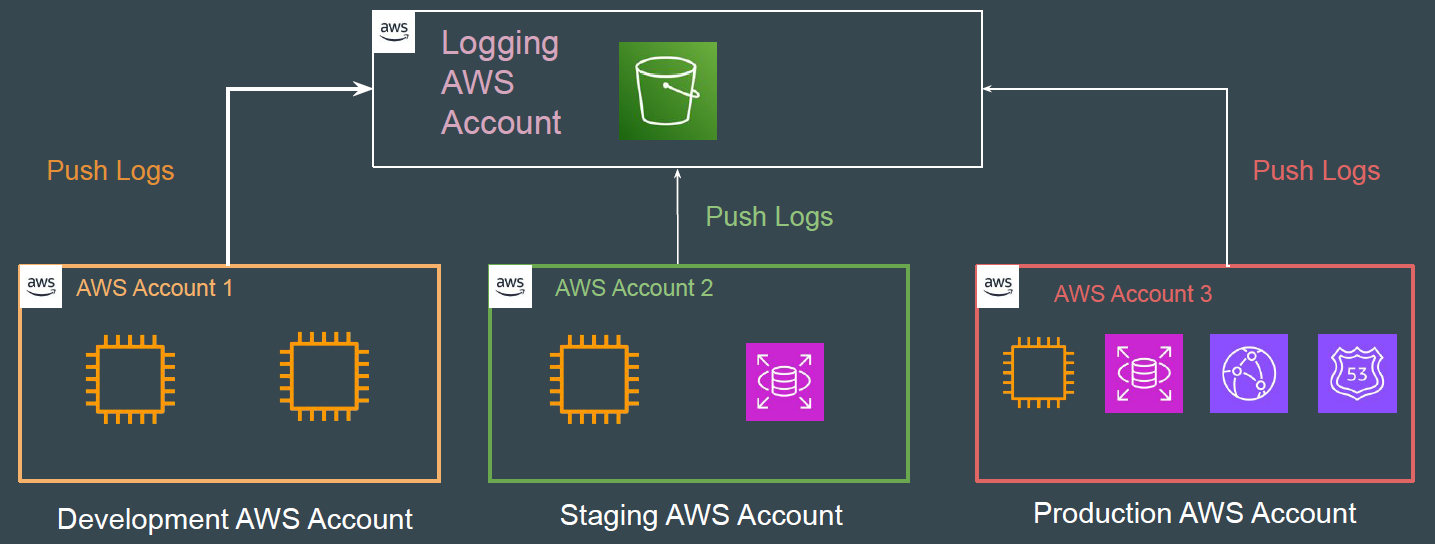 aws
Logging
AWS
Account
Push Logs
Push Logs
Push Logs
aws
AWS Account 1
aws
AWS Account 2
aws
AWS Account 3
53
Development AWS Account
Staging AWS Account
Production AWS Account